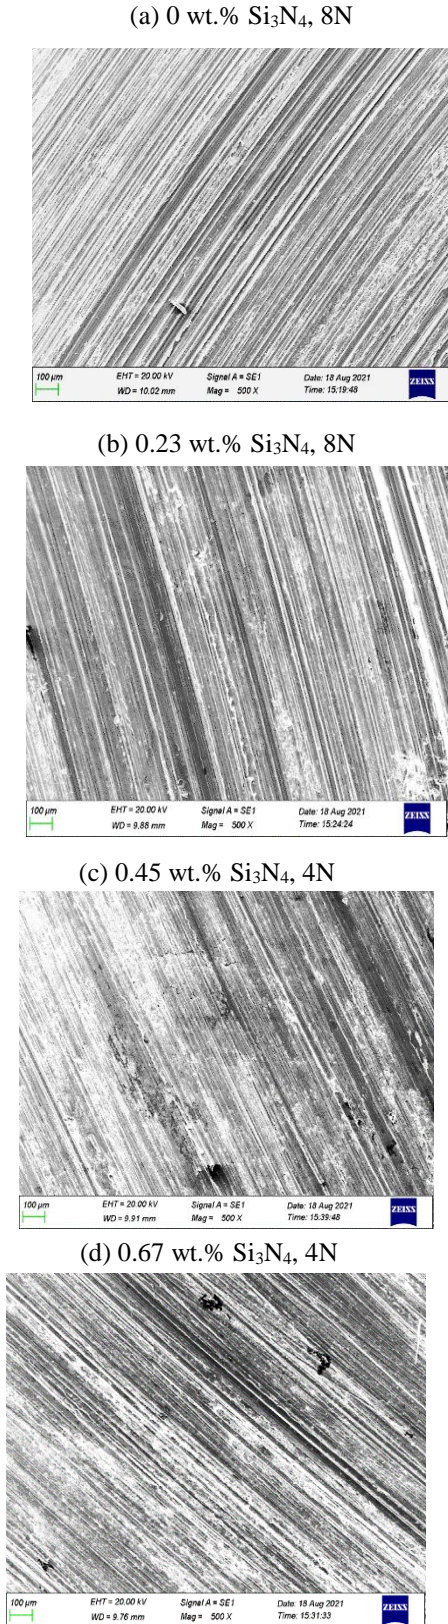 (a) 0 wt.% Si₃N₄, 8N
100 µm EHT = 20.00 kV Signal A = SE1 Date: 18 Aug 2021 ZEISS
WD = 10.02 mm Mag = 500 X Time: 15:19:48
(b) 0.23 wt.% Si₃N₄, 8N
100 µm EHT = 20.00 kV Signal A = SE1 Date: 18 Aug 2021 ZEISS
WD = 9.88 mm Mag = 500 X Time: 15:24:24
(c) 0.45 wt.% Si₃N₄, 4N
100 µm EHT = 20.00 kV Signal A = SE1 Date: 18 Aug 2021 ZEISS
WD = 9.91 mm Mag = 500 X Time: 15:39:48
(d) 0.67 wt.% Si₃N₄, 4N
100 µm EHT = 20.00 kV Signal A = SE1 Date: 18 Aug 2021 ZEISS
WD = 9.76 mm Mag = 500 X Time: 15:31:33